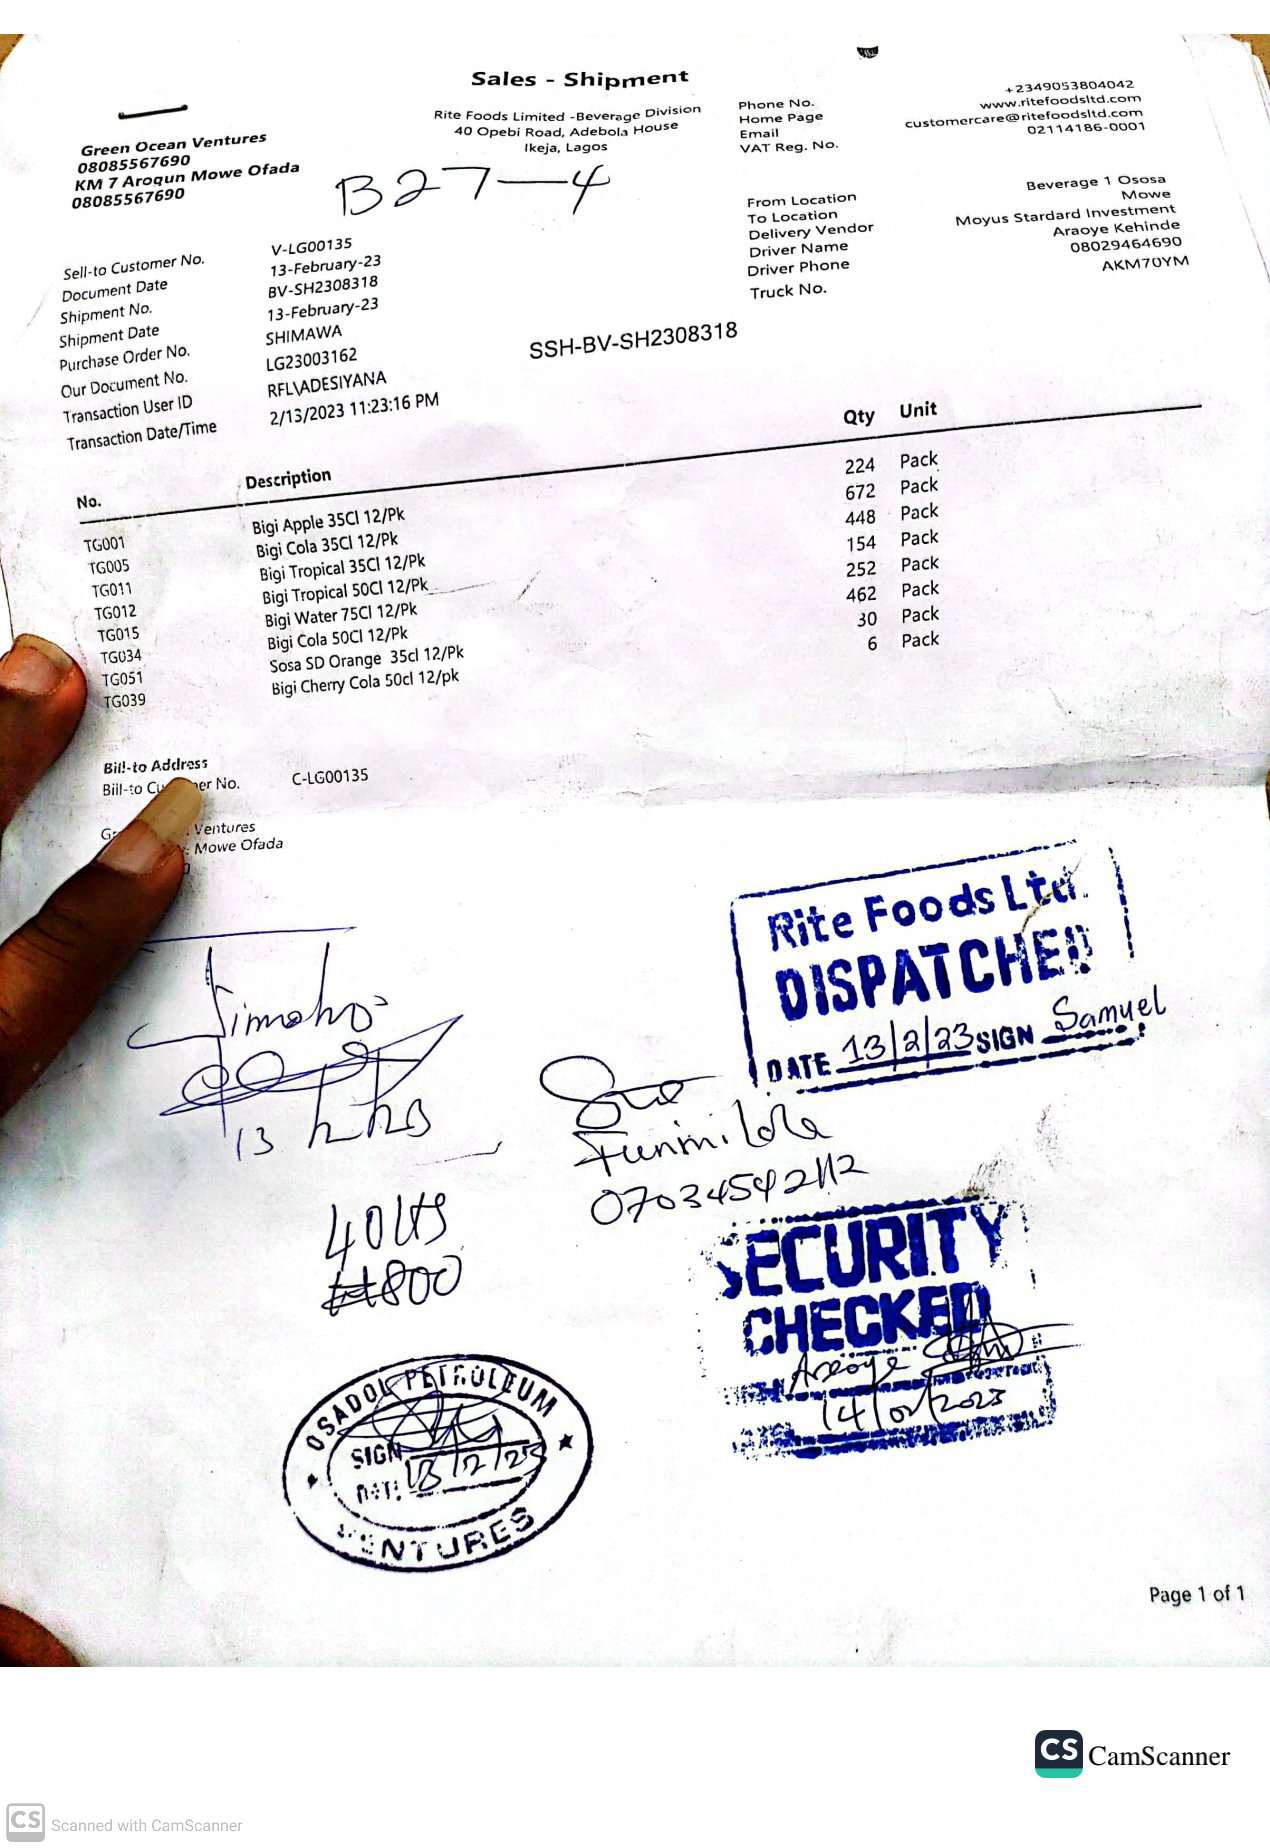 Sales - Shipment
Green Ocean Ventures
08085567690
KM 7 Arogun Mowe Ofada
08085567690
Rite Foods Limited -Beverage Division
40 Opebi Road, Adebola House
Ikeja, Lagos
Phone No. +2349053804042
Home Page www.ritefoodsltd.com
Email customercare@ritefoodsltd.com
VAT Reg. No. 02114186-0001
B27-4
From Location Beverage 1 Ososa
To Location Mowe
Delivery Vendor Moyus Stardard Investment
Driver Name Araoye Kehinde
Driver Phone 08029464690
Truck No. AKM70YM
Sell-to Customer No. V-LG00135
Document Date 13-February-23
Shipment No. BV-SH2308318
Shipment Date 13-February-23
Purchase Order No. SHIMAWA
Our Document No. LG23003162
Transaction User ID RFL\ADESIYANA
Transaction Date/Time 2/13/2023 11:23:16 PM
SSH-BV-SH2308318
No. Description Qty Unit
TG001 Bigi Apple 35Cl 12/Pk 224 Pack
TG005 Bigi Cola 35Cl 12/Pk 672 Pack
TG011 Bigi Tropical 35Cl 12/Pk 448 Pack
TG012 Bigi Tropical 50Cl 12/Pk 154 Pack
TG015 Bigi Water 75Cl 12/Pk 252 Pack
TG034 Bigi Cola 50Cl 12/Pk 462 Pack
TG051 Sosa SD Orange 35cl 12/Pk 30 Pack
TG039 Bigi Cherry Cola 50cl 12/pk 6 Pack
Bill-to Address
Bill-to Customer No. C-LG00135
Ventures
Mowe Ofada
Rite Foods Ltd.
DISPATCHED
DATE 13/2/23 SIGN Samuel
13
Funmilola
07034542112
40lts
₦800
SECURITY
CHECKED
Araoye
14/02/2023
OSADOL PETROLEUM
SIGN
DATE 13/2/23
VENTURES
Page 1 of 1
CS CamScanner
CS Scanned with CamScanner